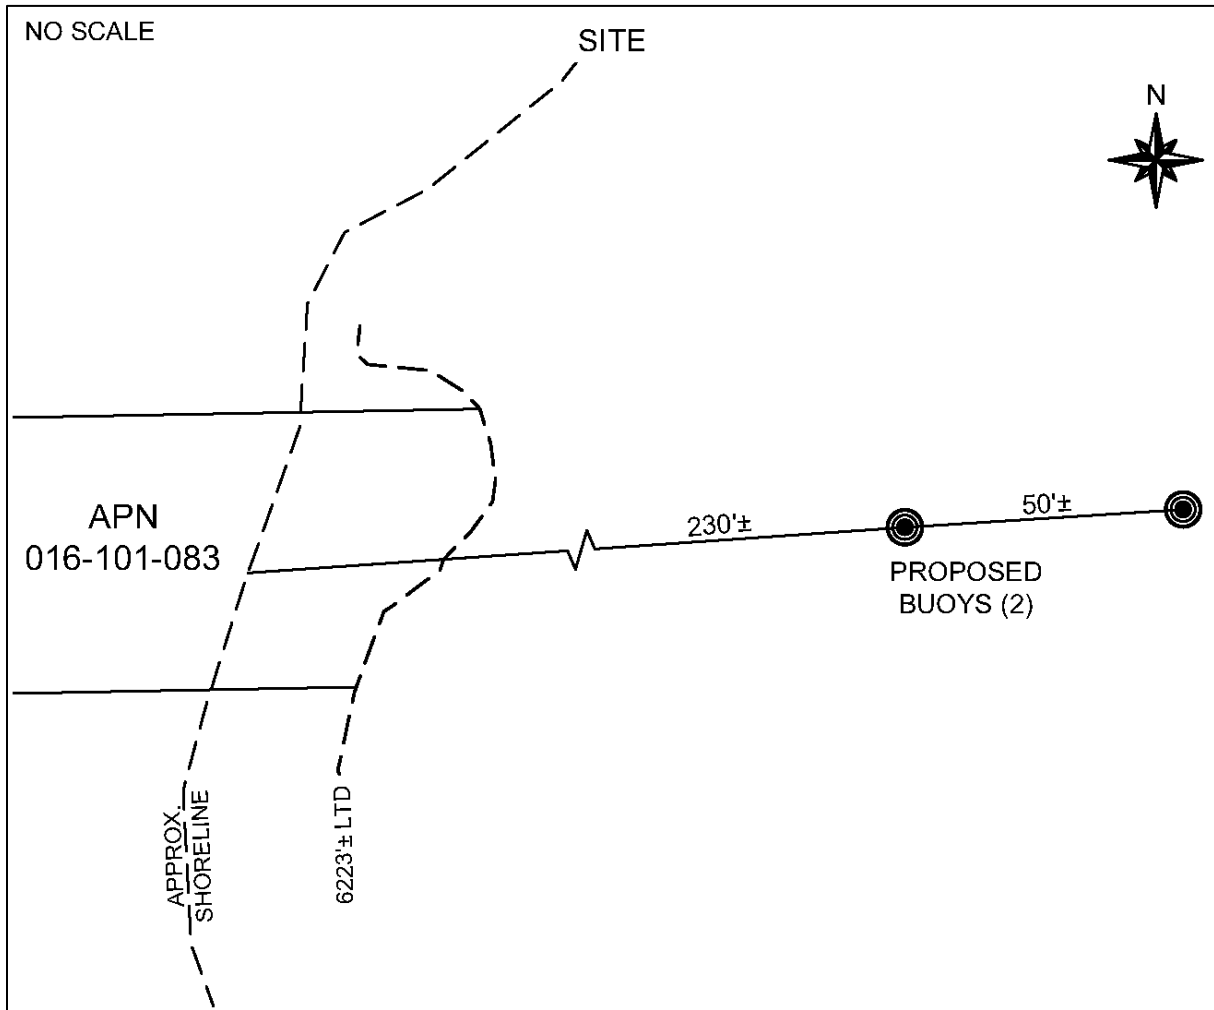 NO SCALE
SITE
N
APN
016-101-083
230'±
50'±
PROPOSED
BUOYS (2)
APPROX.
SHORELINE
6223'± LTD